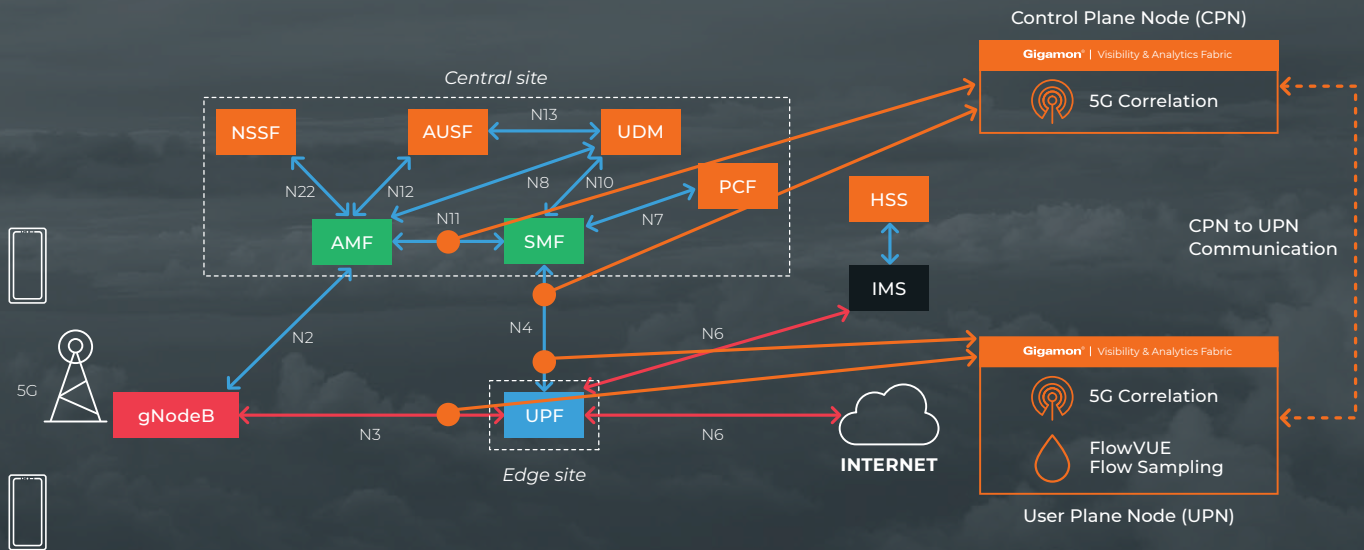 Control Plane Node (CPN)
Gigamon® | Visibility & Analytics Fabric
5G Correlation
Central site
NSSF
AUSF
N13
UDM
N22
N12
N8
N10
PCF
N11
N7
AMF
SMF
HSS
IMS
CPN to UPN
Communication
N2
N4
N6
5G
gNodeB
N3
UPF
N6
INTERNET
Edge site
Gigamon® | Visibility & Analytics Fabric
5G Correlation
FlowVUE
Flow Sampling
User Plane Node (UPN)